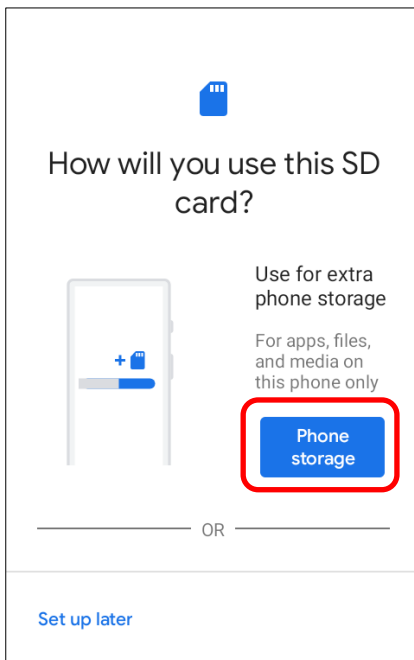 How will you use this SD
card?
Use for extra
phone storage
For apps, files,
and media on
this phone only
Phone
storage
OR
Set up later